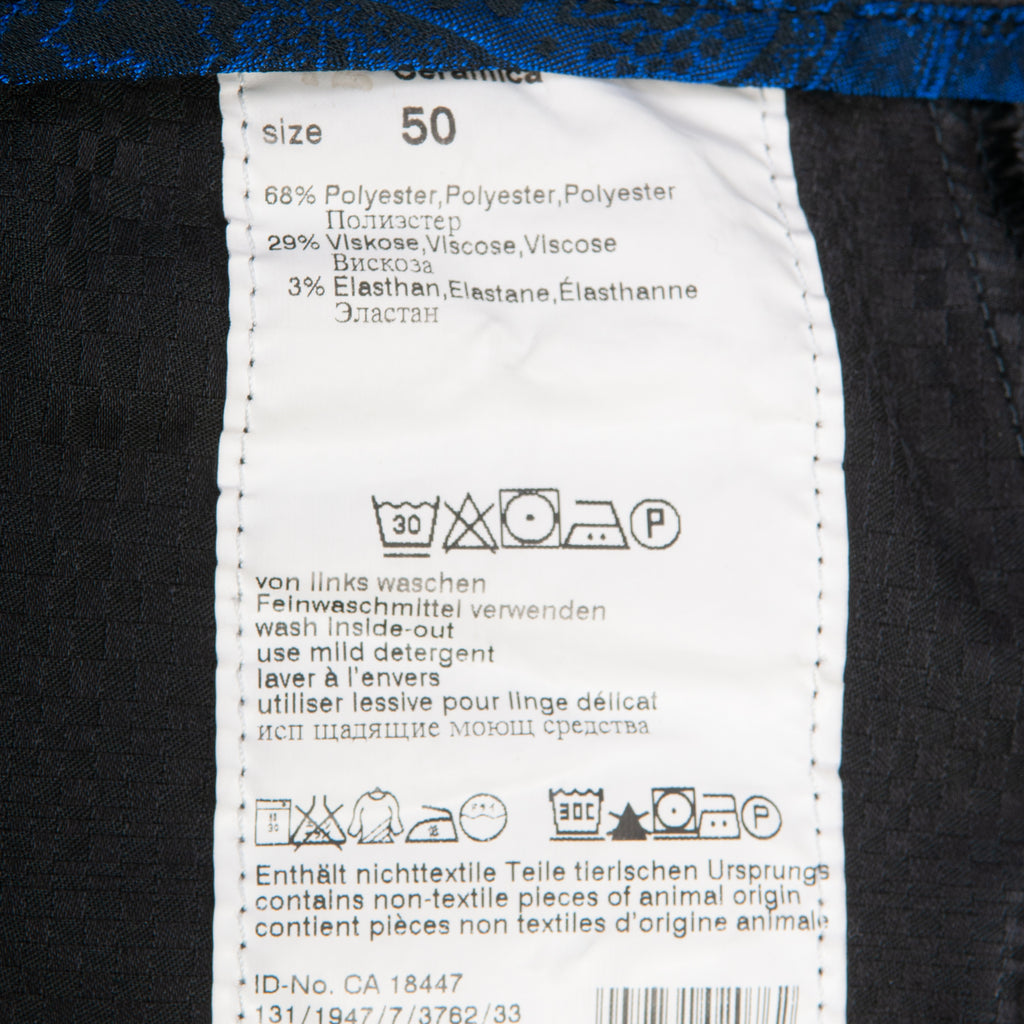 Ceramica
size 50
68% Polyester,Polyester,Polyester
Полиэстер
29% Viskose,Viscose,Viscose
Вискоза
3% Elasthan,Elastane,Élasthanne
Эластан
30 P
von links waschen
Feinwaschmittel verwenden
wash inside-out
use mild detergent
laver à l'envers
utiliser lessive pour linge délicat
исп щадящие моющ средства
30C P
Enthält nichttextile Teile tierischen Ursprungs
contains non-textile pieces of animal origin
contient pièces non textiles d'origine animale
ID-No. CA 18447
131/1947/7/3762/33